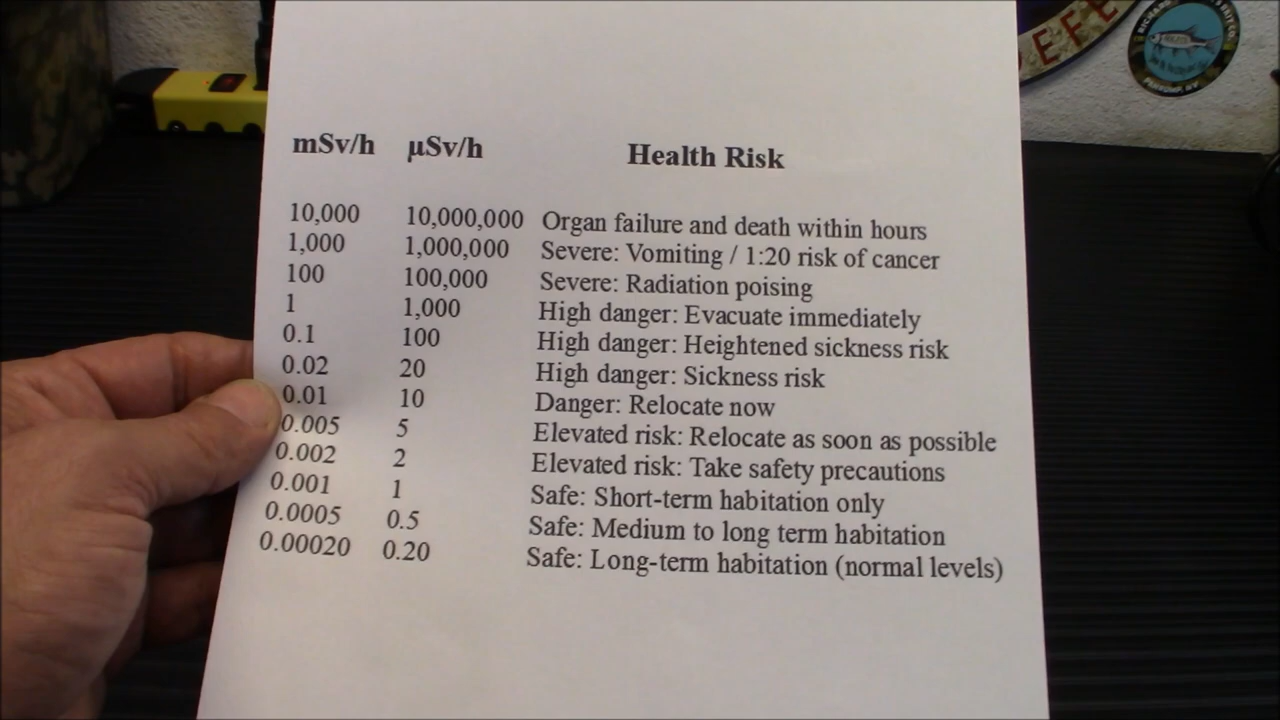 EFE
mSv/h µSv/h Health Risk
10,000 10,000,000 Organ failure and death within hours
1,000 1,000,000 Severe: Vomiting / 1:20 risk of cancer
100 100,000 Severe: Radiation poising
1 1,000 High danger: Evacuate immediately
0.1 100 High danger: Heightened sickness risk
0.02 20 High danger: Sickness risk
0.01 10 Danger: Relocate now
0.005 5 Elevated risk: Relocate as soon as possible
0.002 2 Elevated risk: Take safety precautions
0.001 1 Safe: Short-term habitation only
0.0005 0.5 Safe: Medium to long term habitation
0.00020 0.20 Safe: Long-term habitation (normal levels)